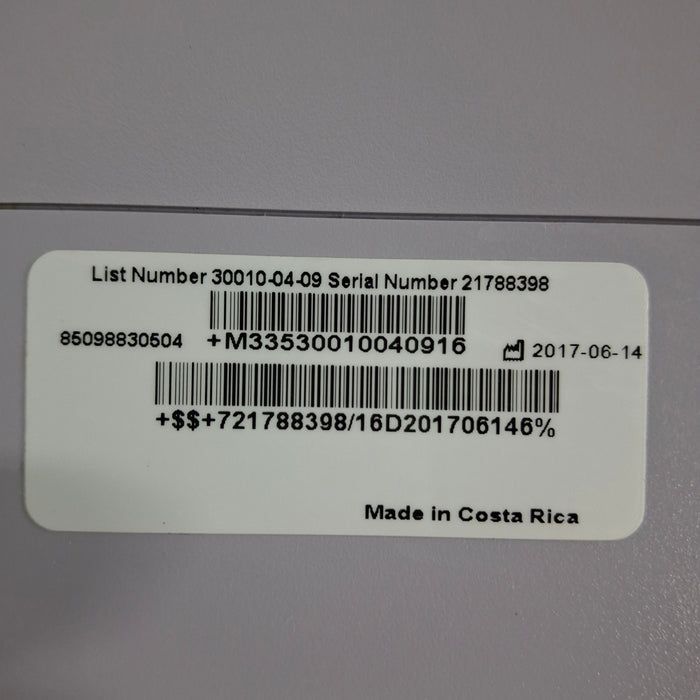 List Number 30010-04-09 Serial Number 21788398
85098830504 +M33530010040916 2017-06-14
+$$+721788398/16D201706146%
Made in Costa Rica